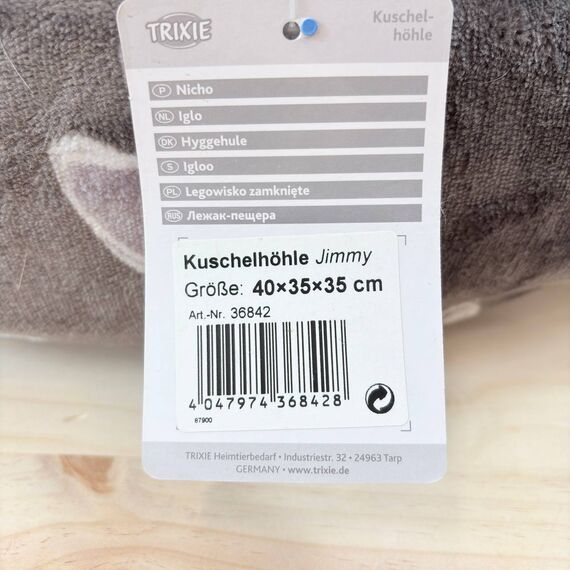 TRIXIE
Kuschel-
höhle
P Nicho
NL Iglo
DK Hyggehule
S Igloo
PL Legowisko zamknięte
RUS Лежак-пещера
Kuschelhöhle Jimmy
Größe: 40×35×35 cm
Art.-Nr. 36842
4 047974 368428
87900
TRIXIE Heimtierbedarf • Industriestr. 32 • 24963 Tarp
GERMANY • www.trixie.de